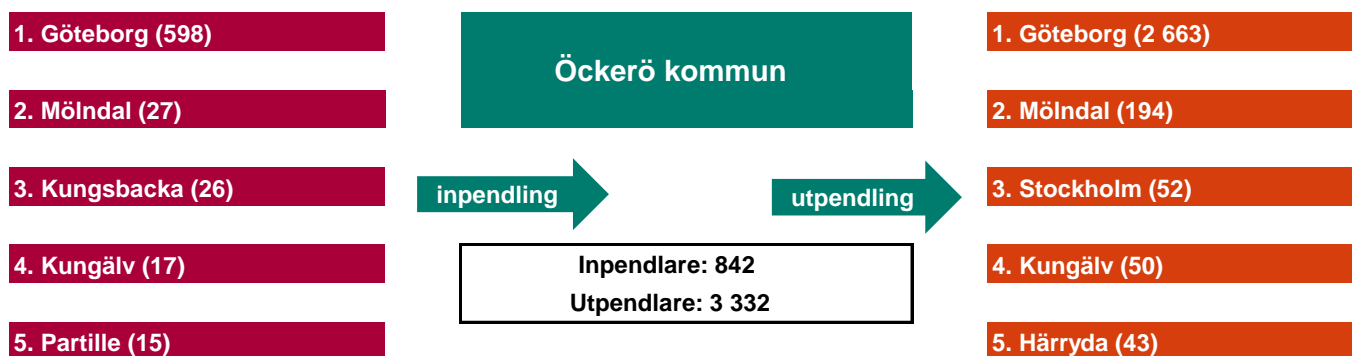 1. Göteborg (598)
2. Mölndal (27)
3. Kungsbacka (26)
4. Kungälv (17)
5. Partille (15)
Öckerö kommun
inpendling
utpendling
Inpendlare: 842
Utpendlare: 3 332
1. Göteborg (2 663)
2. Mölndal (194)
3. Stockholm (52)
4. Kungälv (50)
5. Härryda (43)